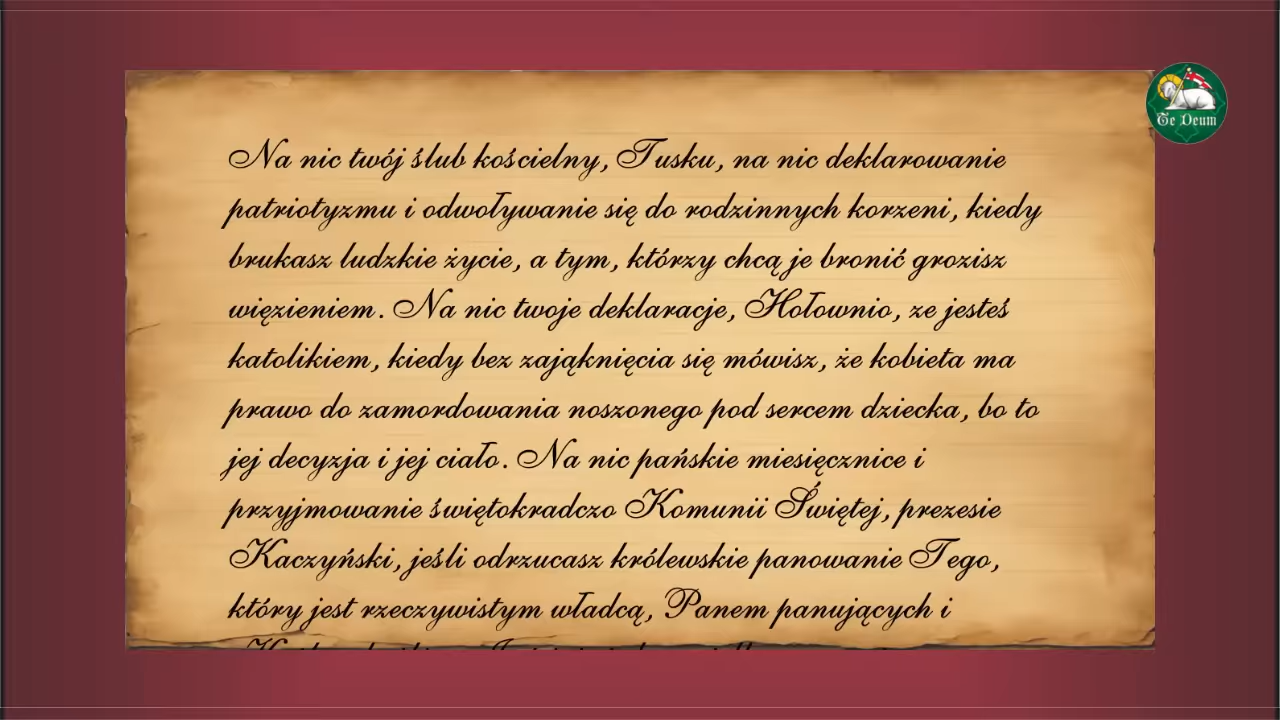 Na nic twój ślub kościelny, Tusku, na nic deklarowanie
patriotyzmu i odwoływanie się do rodzinnych korzeni, kiedy
brukasz ludzkie życie, a tym, którzy chcą je bronić grozisz
więzieniem. Na nic twoje deklaracje, Hołownio, ze jesteś
katolikiem, kiedy bez zająknięcia się mówisz, że kobieta ma
prawo do zamordowania noszonego pod sercem dziecka, bo to
jej decyzja i jej ciało. Na nic pańskie miesięcznice i
przyjmowanie świętokradczo Komunii Świętej, prezesie
Kaczyński, jeśli odrzucasz królewskie panowanie Tego,
który jest rzeczywistym władcą, Panem panujących i
Te Deum